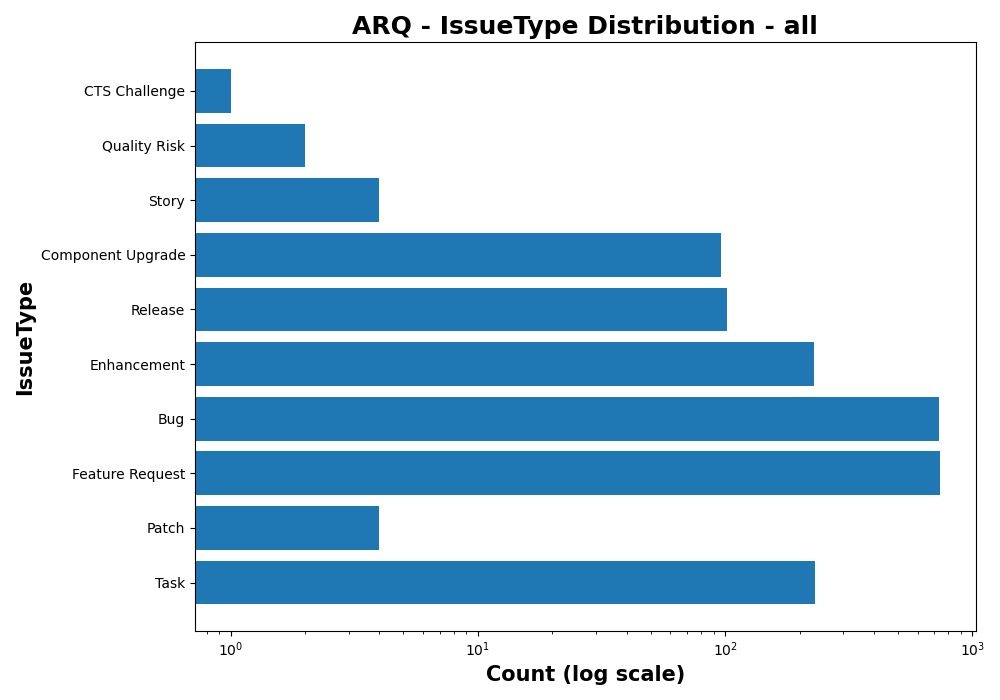 ARQ - IssueType Distribution - all
CTS Challenge
Quality Risk
Story
Component Upgrade
Release
Enhancement
Bug
Feature Request
Patch
Task
IssueType
10⁰ 10¹ 10² 10³
Count (log scale)